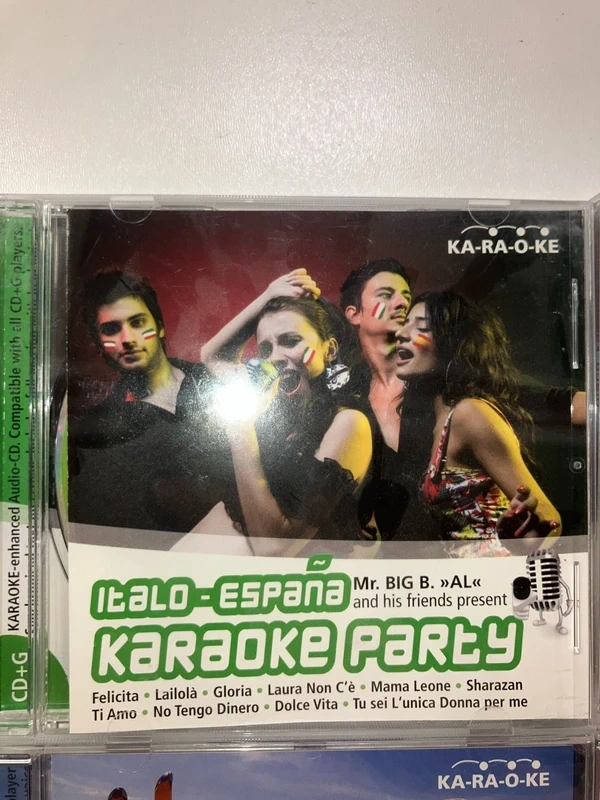 KA-RA-O-KE
CD+G
KARAOKE-enhanced Audio-CD. Compatible with all CD+G players.
ITALO-ESPAÑA
Mr. BIG B. »AL«
and his friends present
KARAOKE PARTY
Felicita • Lailolà • Gloria • Laura Non C'è • Mama Leone • Sharazan
Ti Amo • No Tengo Dinero • Dolce Vita • Tu sei L'unica Donna per me
KA-RA-O-KE